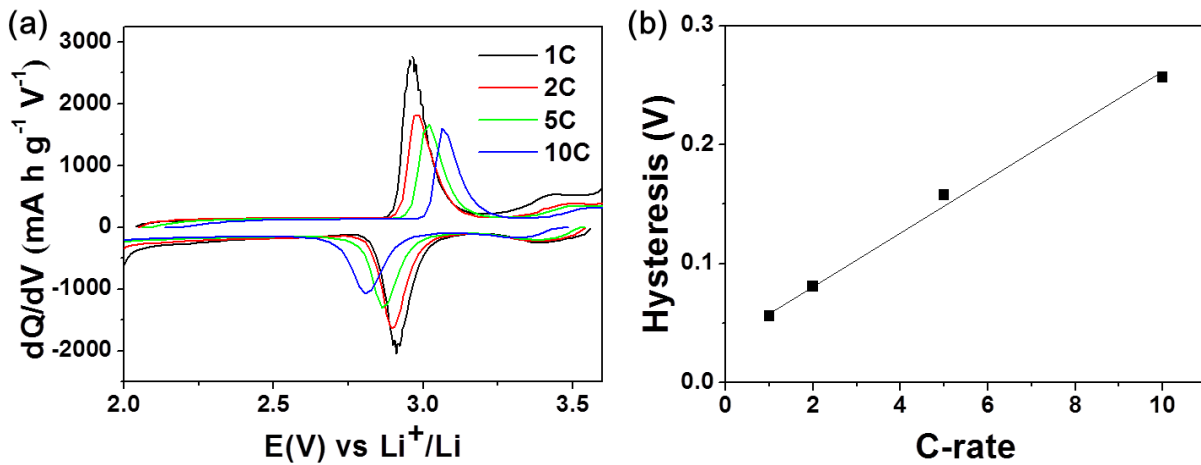 (a)
dQ/dV (mA h g⁻¹ V⁻¹)
3000
2000
1000
0
-1000
-2000
1C
2C
5C
10C
2.0 2.5 3.0 3.5
E(V) vs Li⁺/Li
(b)
Hysteresis (V)
0.3
0.2
0.1
0.0
0 2 4 6 8 10
C-rate